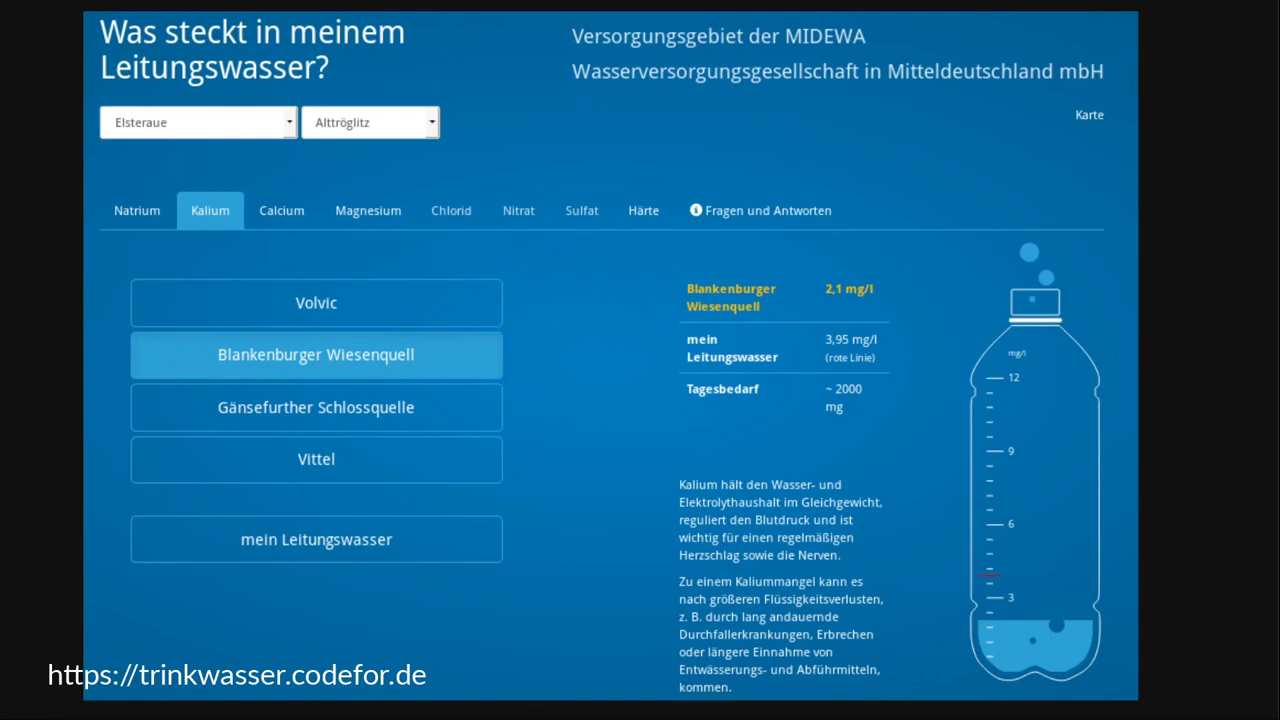 Was steckt in meinem
Leitungswasser?
Versorgungsgebiet der MIDEWA
Wasserversorgungsgesellschaft in Mitteldeutschland mbH
Elsteraue
Alttröglitz
Karte
Natrium Kalium Calcium Magnesium Chlorid Nitrat Sulfat Härte Fragen und Antworten
Volvic
Blankenburger Wiesenquell
Gänsefurther Schlossquelle
Vittel
mein Leitungswasser
Blankenburger 2,1 mg/l
Wiesenquell
mein 3,95 mg/l
Leitungswasser (rote Linie)
Tagesbedarf ~ 2000
mg
Kalium hält den Wasser- und
Elektrolythaushalt im Gleichgewicht,
reguliert den Blutdruck und ist
wichtig für einen regelmäßigen
Herzschlag sowie die Nerven.
Zu einem Kaliummangel kann es
nach größeren Flüssigkeitsverlusten,
z. B. durch lang andauernde
Durchfallerkrankungen, Erbrechen
oder längere Einnahme von
Entwässerungs- und Abführmitteln,
kommen.
mg/l
12
9
6
3
https://trinkwasser.codefor.de